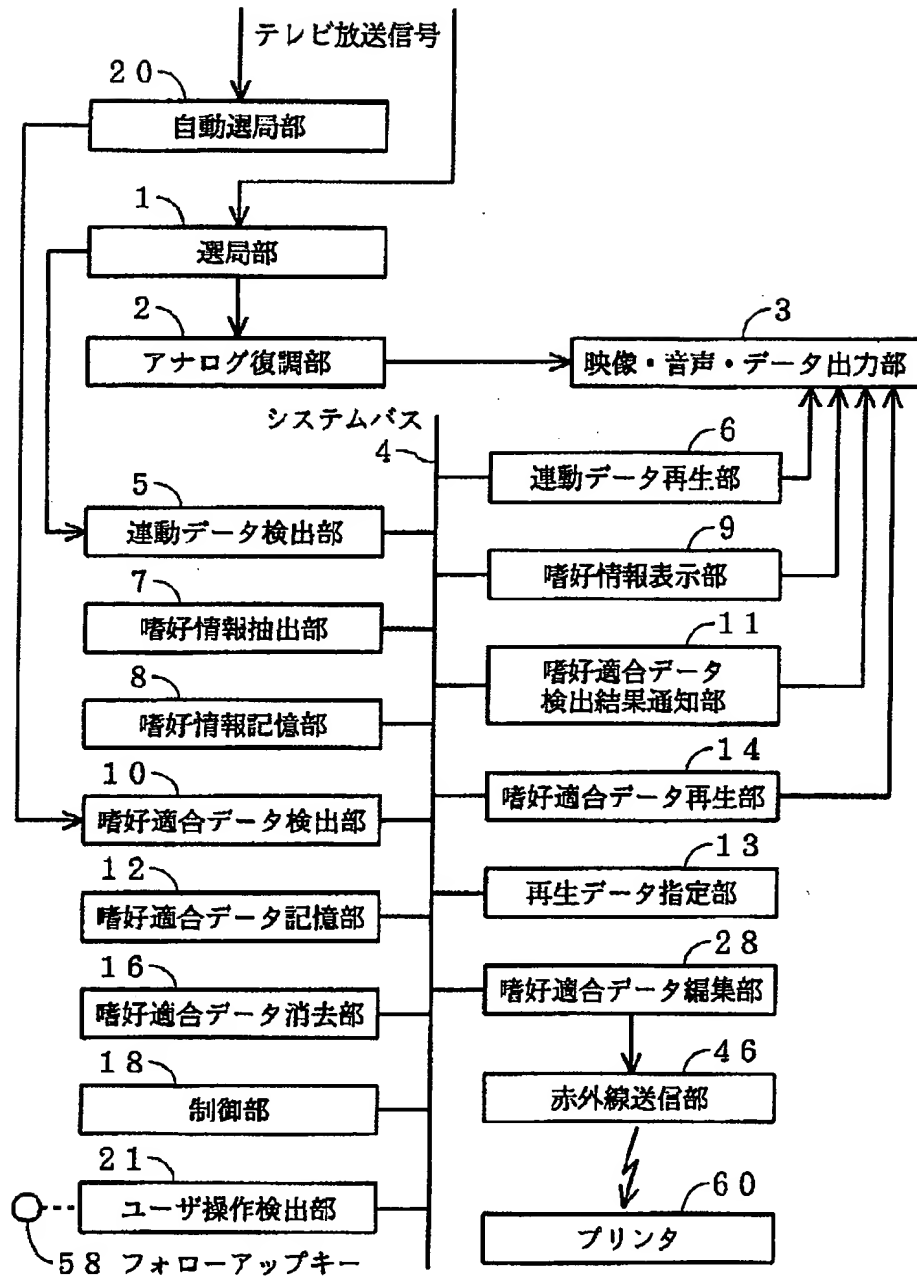 テレビ放送信号
20
自動選局部
1
選局部
2
アナログ復調部
3
映像・音声・データ出力部
システムバス
4
5
連動データ検出部
6
連動データ再生部
7
嗜好情報抽出部
9
嗜好情報表示部
8
嗜好情報記憶部
11
嗜好適合データ
検出結果通知部
10
嗜好適合データ検出部
14
嗜好適合データ再生部
12
嗜好適合データ記憶部
13
再生データ指定部
16
嗜好適合データ消去部
28
嗜好適合データ編集部
18
制御部
46
赤外線送信部
21
ユーザ操作検出部
60
プリンタ
58 フォローアップキー